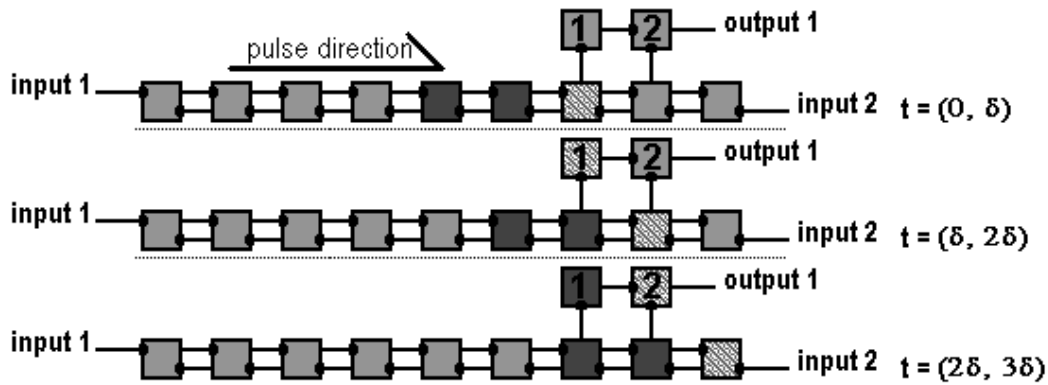 1 2 output 1
pulse direction
input 1
input 2 t = (0, δ)
1 2 output 1
input 1
input 2 t = (δ, 2δ)
1 2 output 1
input 1
input 2 t = (2δ, 3δ)